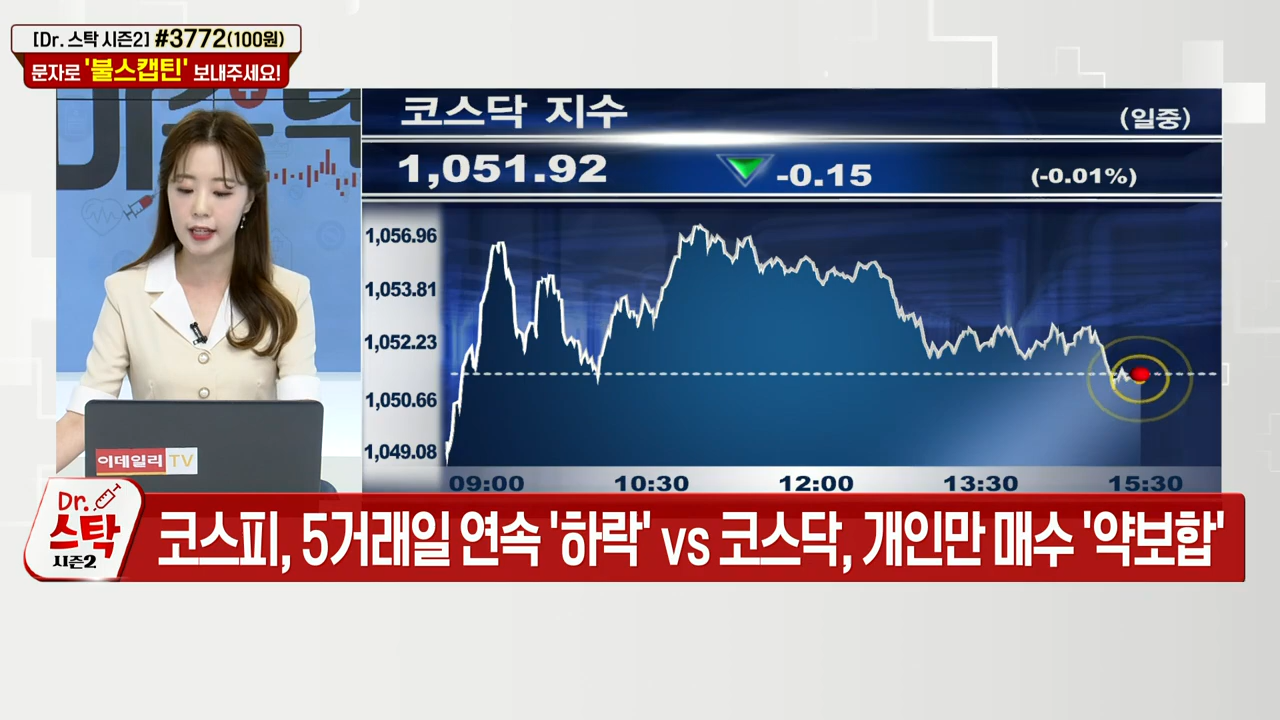 [Dr. 스탁 시즌2] #3772(100원)
문자로 '불스캡틴' 보내주세요!
코스닥 지수
(일중)
1,051.92
-0.15
(-0.01%)
1,056.96
1,053.81
1,052.23
1,050.66
1,049.08
09:00
10:30
12:00
13:30
15:30
이데일리 TV
Dr.
스탁
시즌2
코스피, 5거래일 연속 '하락' vs 코스닥, 개인만 매수 '약보합'